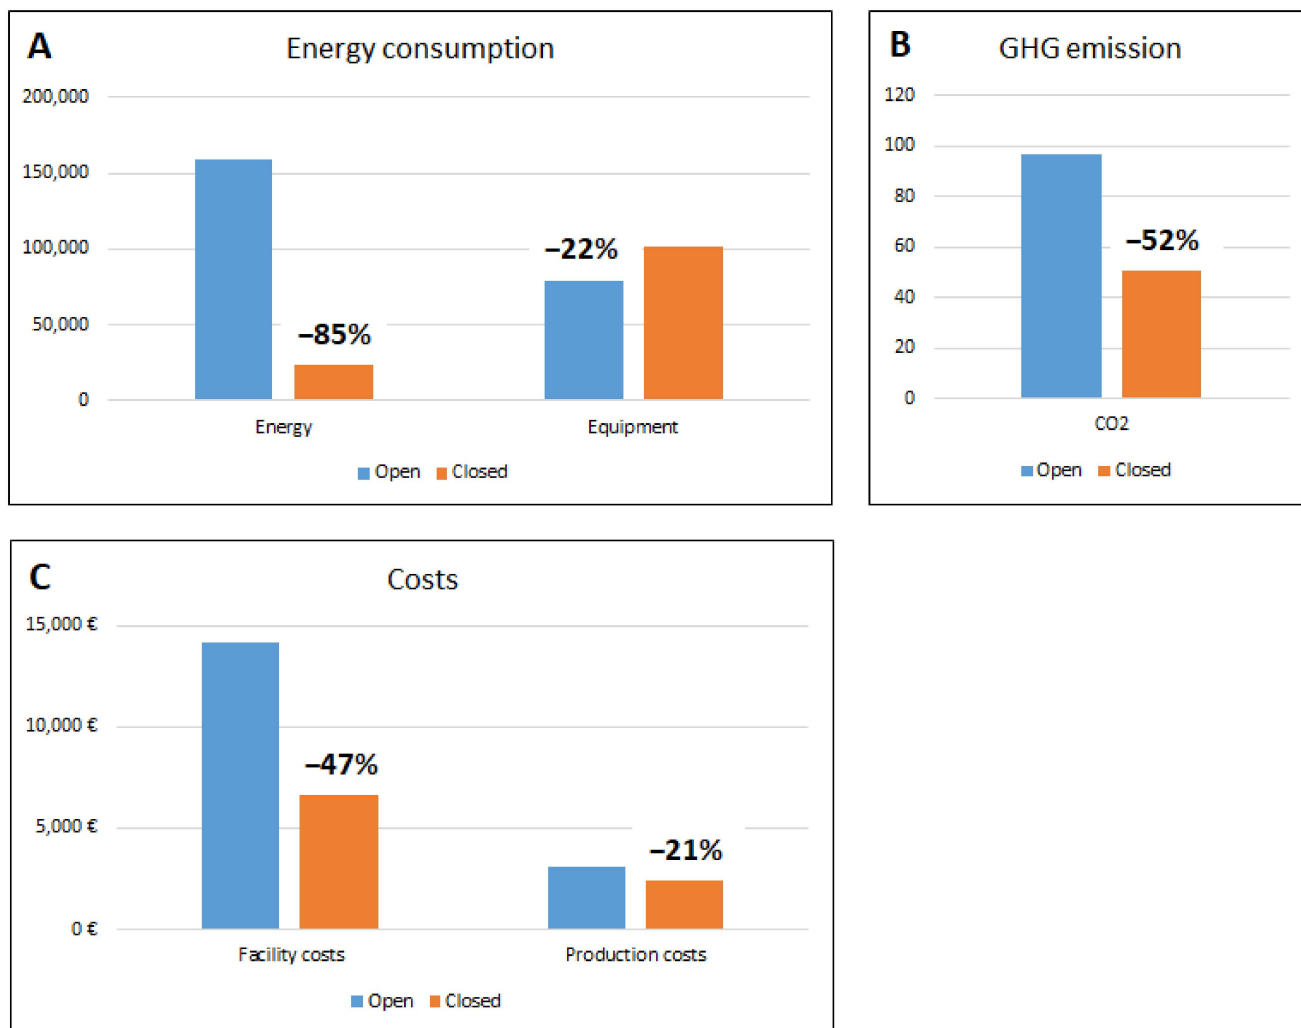 A
Energy consumption
200,000
150,000
100,000
50,000
0
–85%
–22%
Energy
Equipment
Open Closed
B
GHG emission
120
100
80
60
40
20
0
–52%
CO2
Open Closed
C
Costs
15,000 €
10,000 €
5,000 €
0 €
–47%
–21%
Facility costs
Production costs
Open Closed